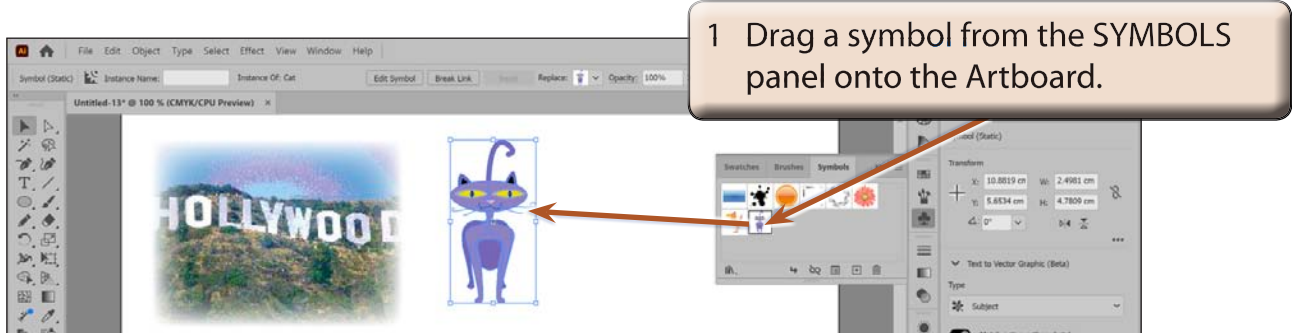 1 Drag a symbol from the SYMBOLS
panel onto the Artboard.
Ai File Edit Object Type Select Effect View Window Help
Symbol (Static) Instance Name: Instance Of: Cat Edit Symbol Break Link Replace: Opacity: 100%
Untitled-13* @ 100 % (CMYK/CPU Preview) ×
HOLLYWOOD
Swatches Brushes Symbols
(Static)
Transform
X: 10.8819 cm W: 2.4981 cm
Y: 5.6534 cm H: 4.7809 cm
0°
Text to Vector Graphic (Beta)
Type
Subject